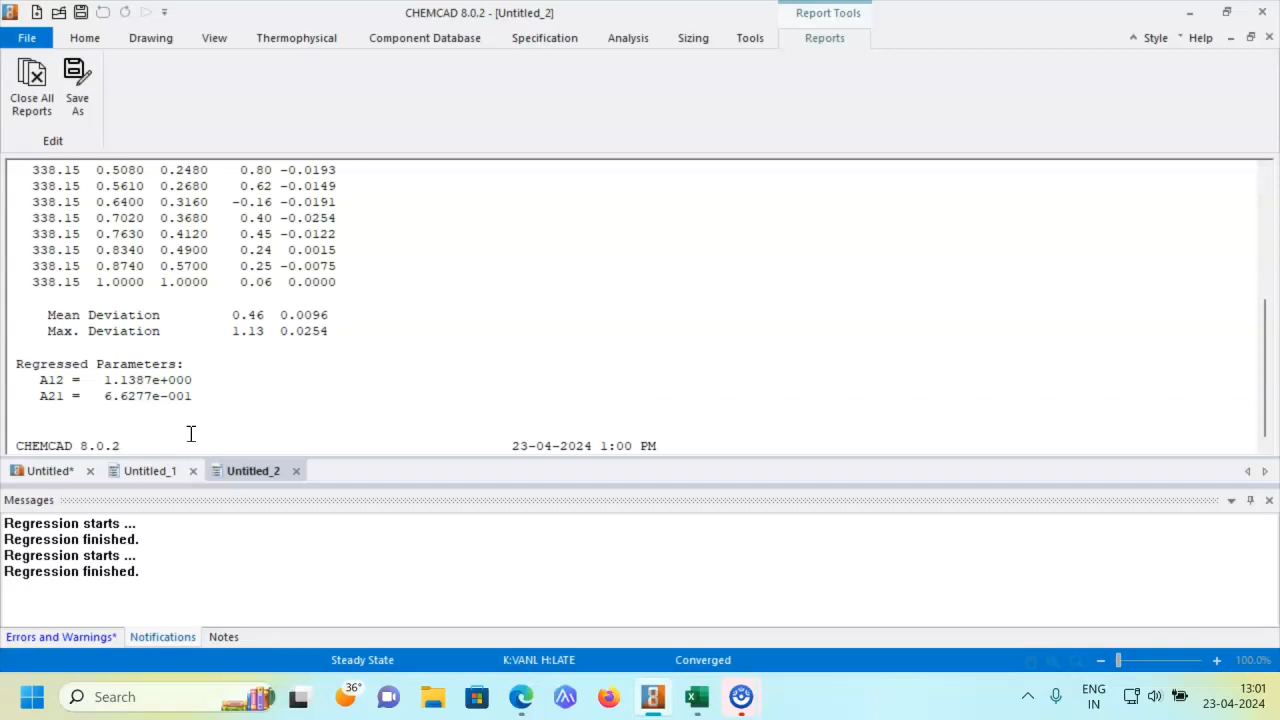 CHEMCAD 8.0.2 - [Untitled_2]
Report Tools
File Home Drawing View Thermophysical Component Database Specification Analysis Sizing Tools Reports Style Help
Close All Reports
Save As
Edit
338.15 0.5080 0.2480 0.80 -0.0193
338.15 0.5610 0.2680 0.62 -0.0149
338.15 0.6400 0.3160 -0.16 -0.0191
338.15 0.7020 0.3680 0.40 -0.0254
338.15 0.7630 0.4120 0.45 -0.0122
338.15 0.8340 0.4900 0.24 0.0015
338.15 0.8740 0.5700 0.25 -0.0075
338.15 1.0000 1.0000 0.06 0.0000
Mean Deviation 0.46 0.0096
Max. Deviation 1.13 0.0254
Regressed Parameters:
A12 = 1.1387e+000
A21 = 6.6277e-001
CHEMCAD 8.0.2 23-04-2024 1:00 PM
Untitled* Untitled_1 Untitled_2
Messages
Regression starts ...
Regression finished.
Regression starts ...
Regression finished.
Errors and Warnings* Notifications Notes
Steady State K:VANL H:LATE Converged 100.0%
Search 36° ENG IN 13:01 23-04-2024